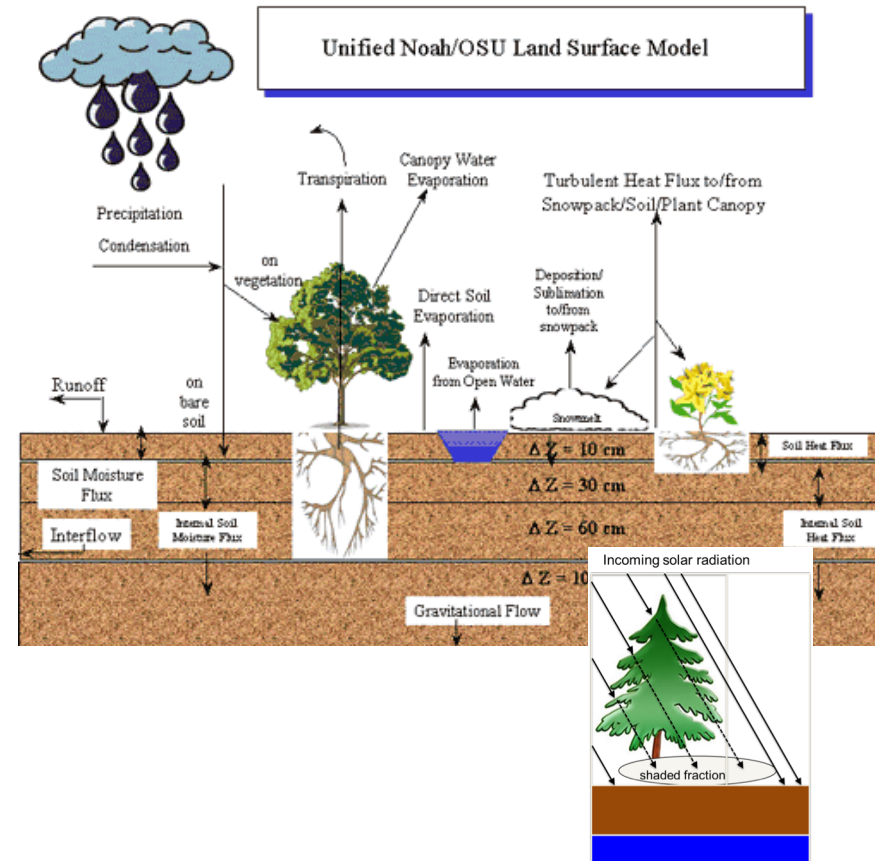 Unified Noah/OSU Land Surface Model
Transpiration
Canopy Water
Evaporation
Turbulent Heat Flux to/from
Snowpack/Soil/Plant Canopy
Precipitation
Condensation
on
vegetation
Deposition/
Sublimation
to/from
snowpack
Direct Soil
Evaporation
Evaporation
from Open Water
Runoff
on
bare
soil
Snowmelt
Δ Z = 10 cm
Soil Heat Flux
Soil Moisture
Flux
Δ Z = 30 cm
Interflow
Internal Soil
Moisture Flux
Δ Z = 60 cm
Internal Soil
Heat Flux
Δ Z = 10
Gravitational Flow
Incoming solar radiation
shaded fraction